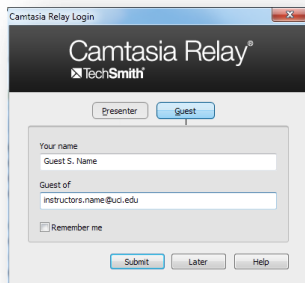 Camtasia Relay Login
Camtasia Relay®
TechSmith
Presenter Guest
Your name
Guest S. Name
Guest of
instructors.name@uci.edu
Remember me
Submit Later Help